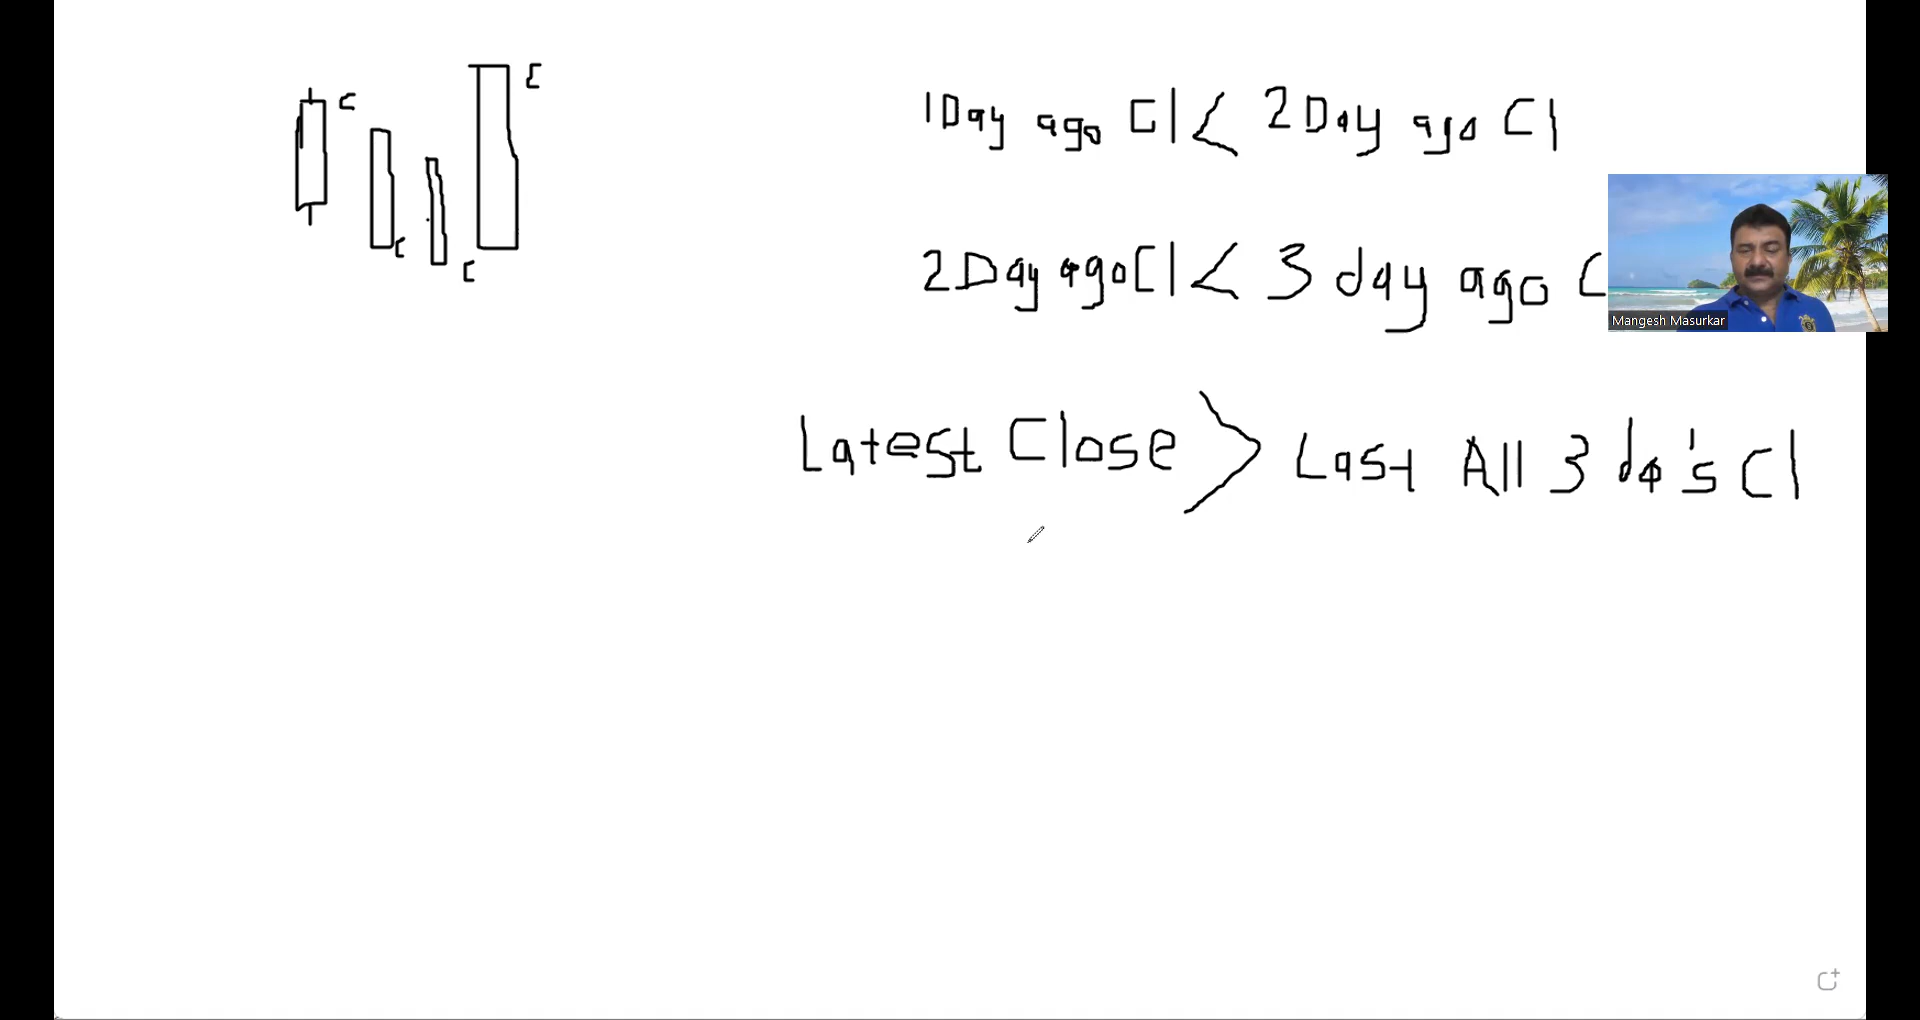 C
C
C
C
1Day ago Cl < 2Day ago Cl
2Day ago Cl < 3 day ago C
Mangesh Masurkar
Latest Close > Last All 3 da's Cl